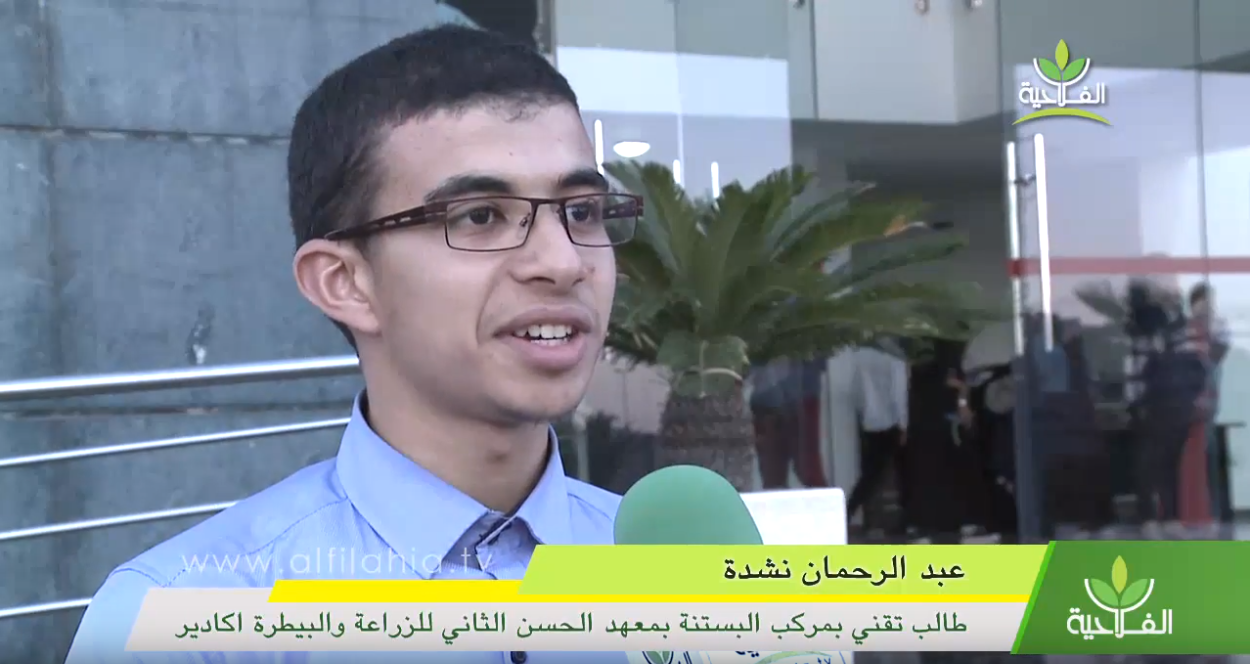 الفلاحية
www.alfilahia.tv
عبد الرحمان نشدة
طالب تقني بمركب البستنة بمعهد الحسن الثاني للزراعة والبيطرة اكادير
الفلاحية